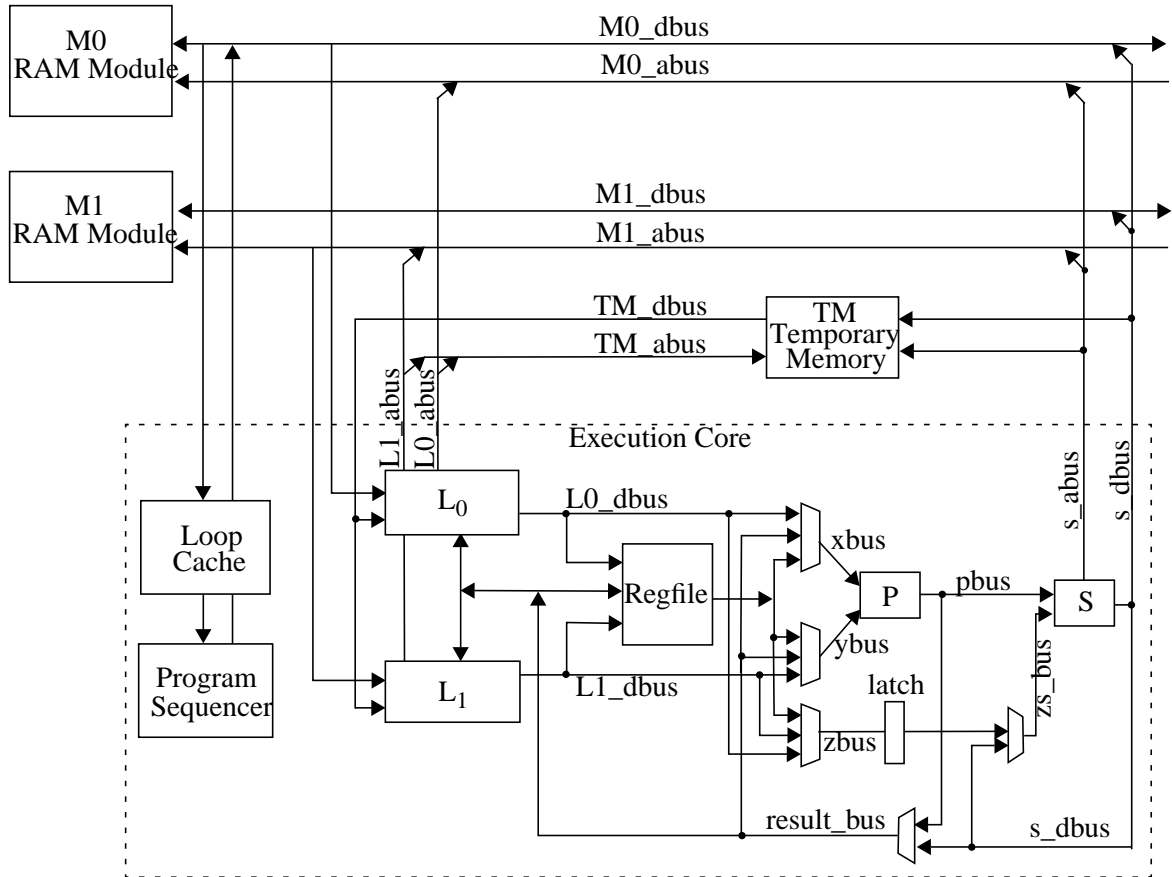 M0
RAM Module
M0_dbus
M0_abus
M1
RAM Module
M1_dbus
M1_abus
TM_dbus
TM_abus
TM
Temporary
Memory
L1_abus
L0_abus
Execution Core
s_abus
s_dbus
L0
L0_dbus
Loop
Cache
xbus
Regfile
P
pbus
S
ybus
Program
Sequencer
L1
L1_dbus
latch
zs_bus
zbus
result_bus
s_dbus